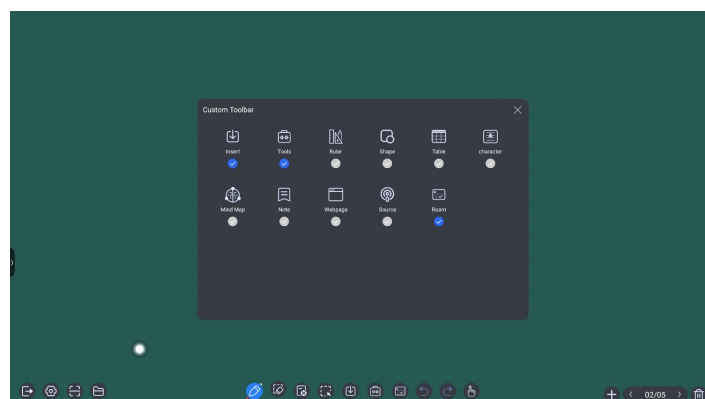 Custom Toolbar
Insert Tools Ruler Shape Table character
Mind Map Note Webpage Source Roam
02/05